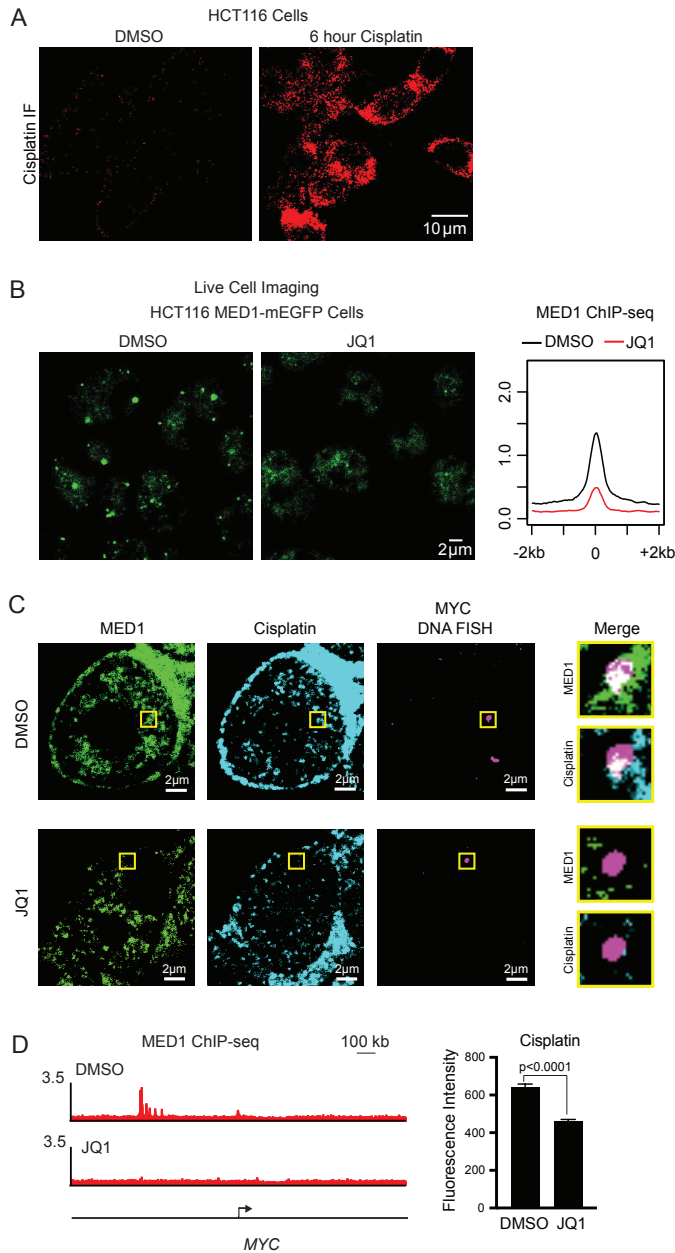 A
HCT116 Cells
DMSO
6 hour Cisplatin
Cisplatin IF
10 µm
B
Live Cell Imaging
HCT116 MED1-mEGFP Cells
DMSO
JQ1
2µm
MED1 ChIP-seq
DMSO
JQ1
2.0
1.0
0.0
-2kb
0
+2kb
C
MED1
Cisplatin
MYC
DNA FISH
Merge
DMSO
2µm
2µm
2µm
MED1
Cisplatin
JQ1
2µm
2µm
2µm
MED1
Cisplatin
D
MED1 ChIP-seq
100 kb
3.5
DMSO
3.5
JQ1
MYC
Cisplatin
p<0.0001
Fluorescence Intensity
800
600
400
200
0
DMSO
JQ1